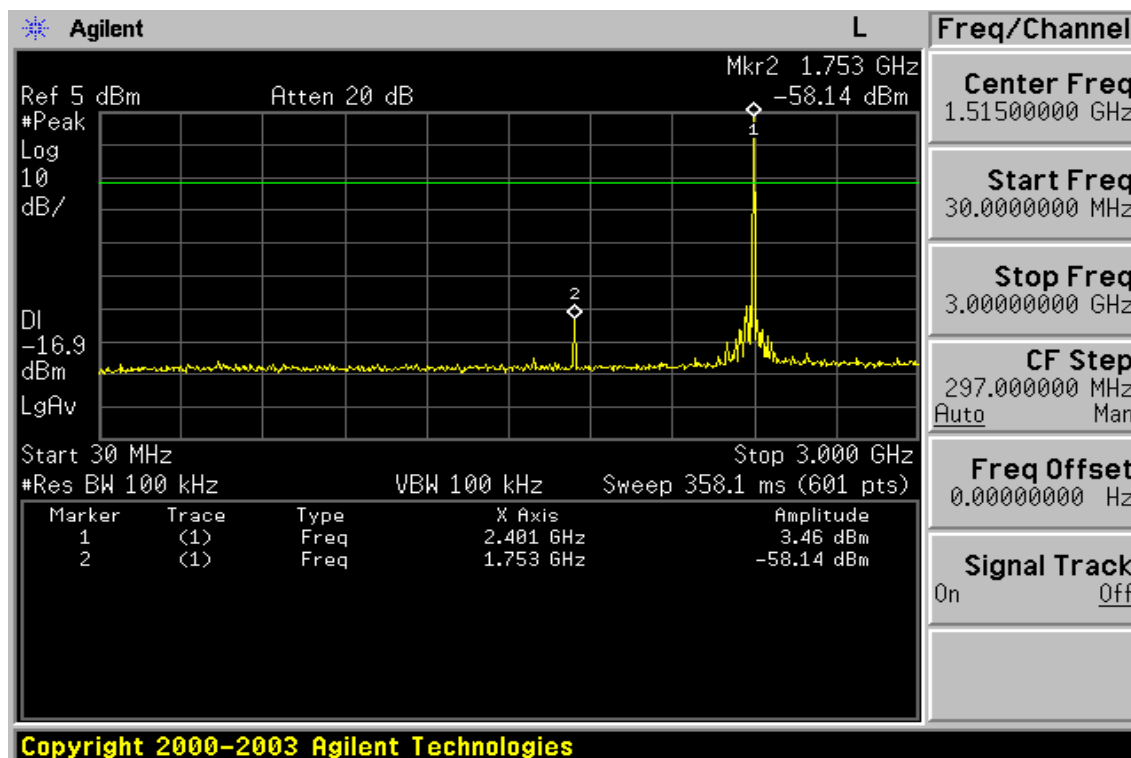 Agilent L
Freq/Channel
Mkr2 1.753 GHz
Ref 5 dBm Atten 20 dB -58.14 dBm
#Peak
Log
10
dB/
1
2
DI
-16.9
dBm
LgAv
Start 30 MHz Stop 3.000 GHz
#Res BW 100 kHz VBW 100 kHz Sweep 358.1 ms (601 pts)
Marker Trace Type X Axis Amplitude
1 (1) Freq 2.401 GHz 3.46 dBm
2 (1) Freq 1.753 GHz -58.14 dBm
Center Freq
1.51500000 GHz
Start Freq
30.0000000 MHz
Stop Freq
3.00000000 GHz
CF Step
297.000000 MHz
Auto Man
Freq Offset
0.00000000 Hz
Signal Track
On Off
Copyright 2000-2003 Agilent Technologies